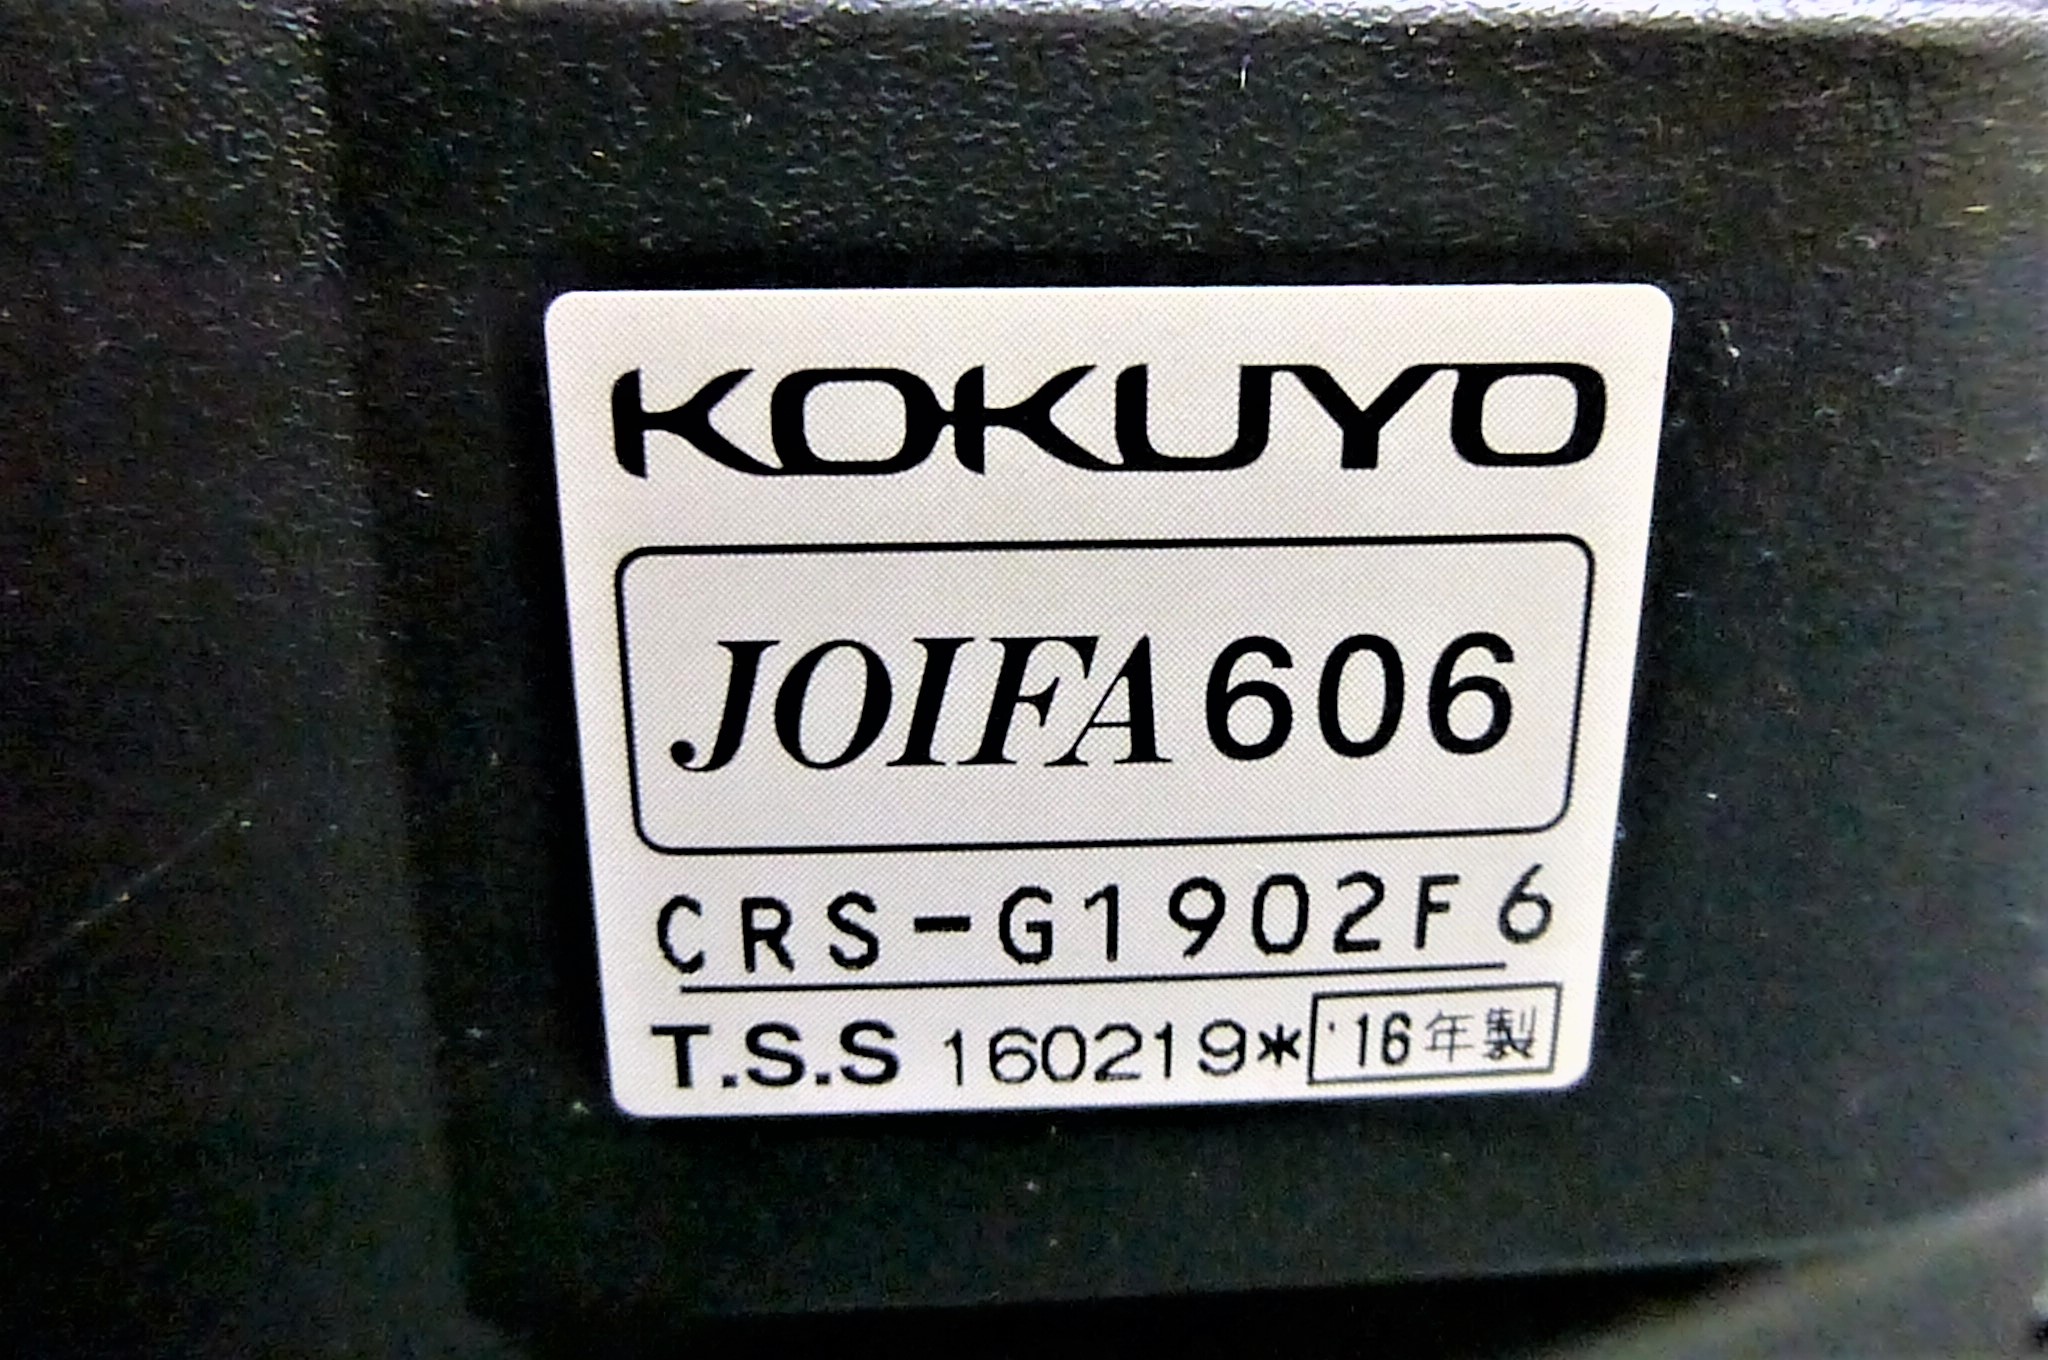 KOKUYO
JOIFA 606
CRS-G1902F6
T.S.S 160219* '16年製